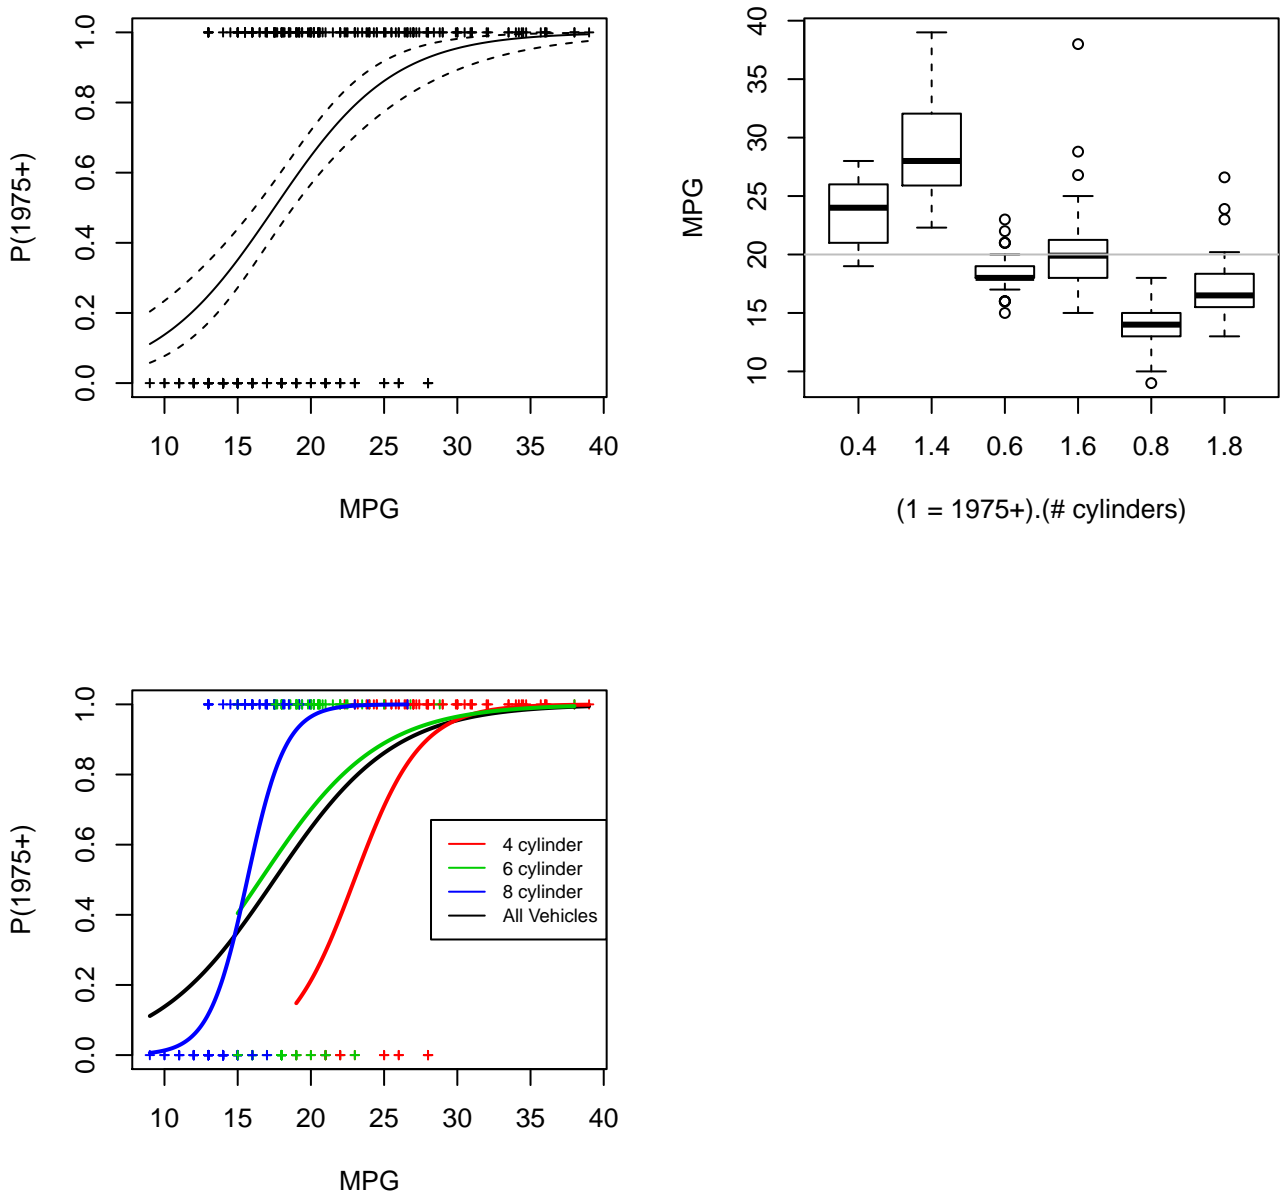 P(1975+)
1.0
0.8
0.6
0.4
0.2
0.0
10 15 20 25 30 35 40
MPG
MPG
40
35
30
25
20
15
10
0.4 1.4 0.6 1.6 0.8 1.8
(1 = 1975+).(# cylinders)
P(1975+)
1.0
0.8
0.6
0.4
0.2
0.0
4 cylinder
6 cylinder
8 cylinder
All Vehicles
10 15 20 25 30 35 40
MPG